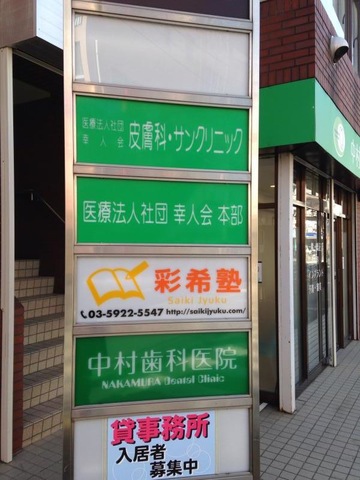 医療法人社団
幸人会
皮膚科・サンクリニック
医療法人社団 幸人会 本部
彩希塾
Saiki Jyuku
03-5922-5547 http://saikijyuku.com/
中村歯科医院
NAKAMURA Dental Clinic
貸事務所
入居者
募集中